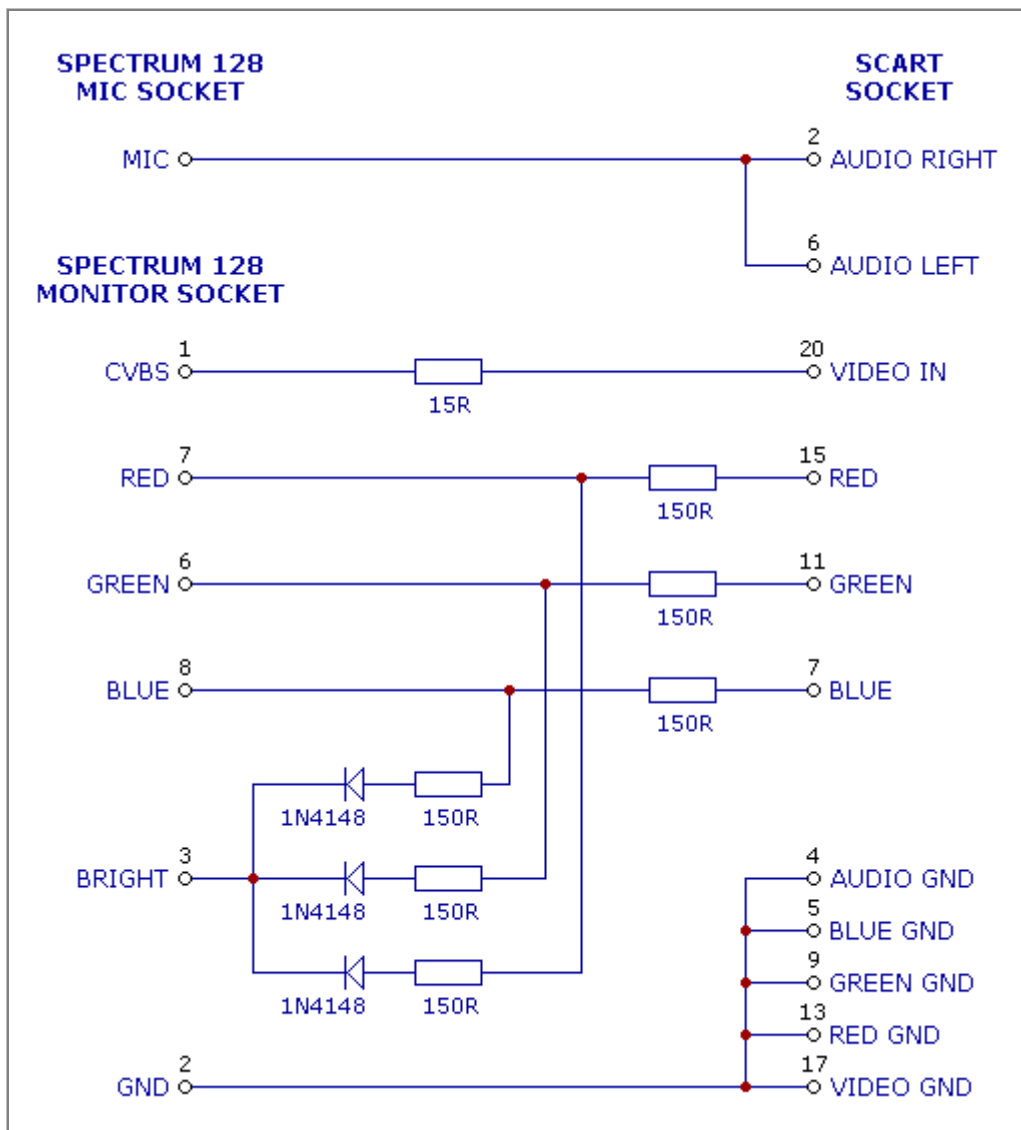 SPECTRUM 128
MIC SOCKET
SCART
SOCKET
MIC
2
AUDIO RIGHT
6
AUDIO LEFT
SPECTRUM 128
MONITOR SOCKET
CVBS
1
15R
20
VIDEO IN
RED
7
150R
15
RED
GREEN
6
150R
11
GREEN
BLUE
8
150R
7
BLUE
1N4148
150R
BRIGHT
3
1N4148
150R
1N4148
150R
4
AUDIO GND
5
BLUE GND
9
GREEN GND
13
RED GND
GND
2
17
VIDEO GND